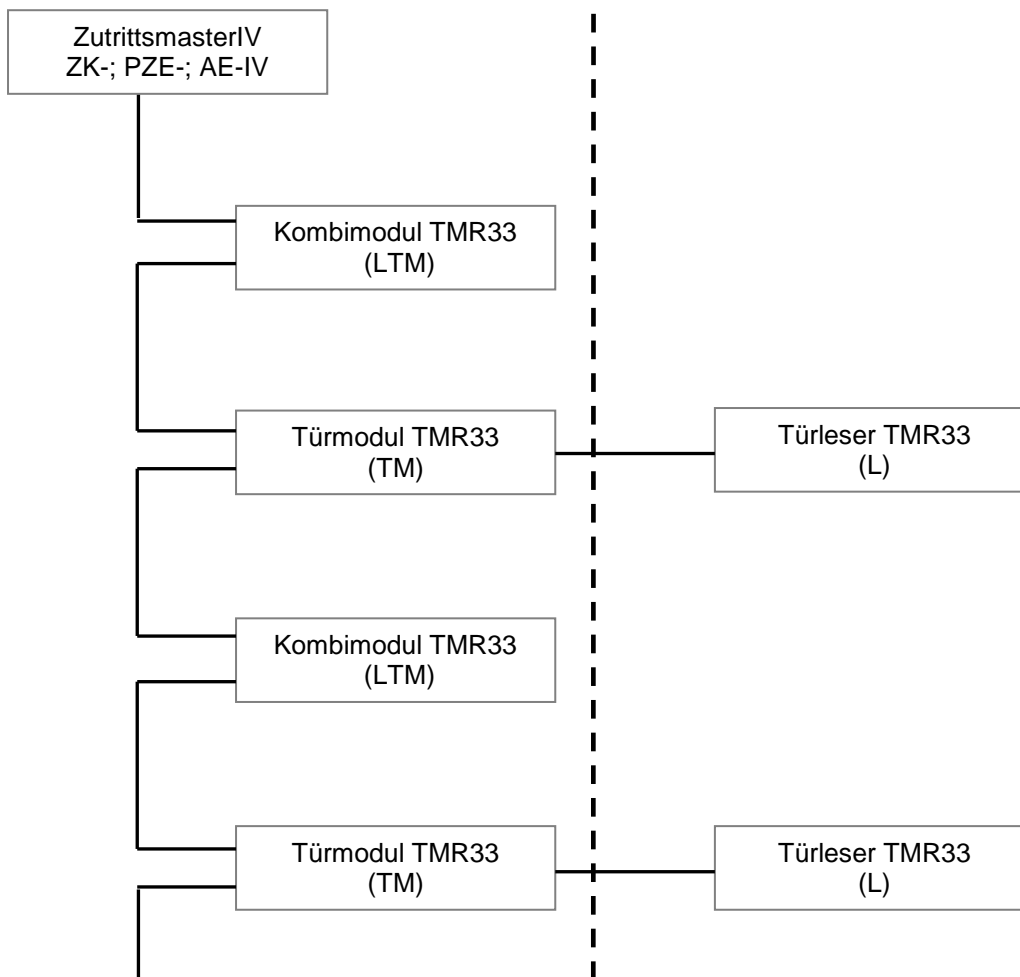 ZutrittsmasterIV
ZK-; PZE-; AE-IV
Kombimodul TMR33
(LTM)
Türmodul TMR33
(TM)
Türleser TMR33
(L)
Kombimodul TMR33
(LTM)
Türmodul TMR33
(TM)
Türleser TMR33
(L)